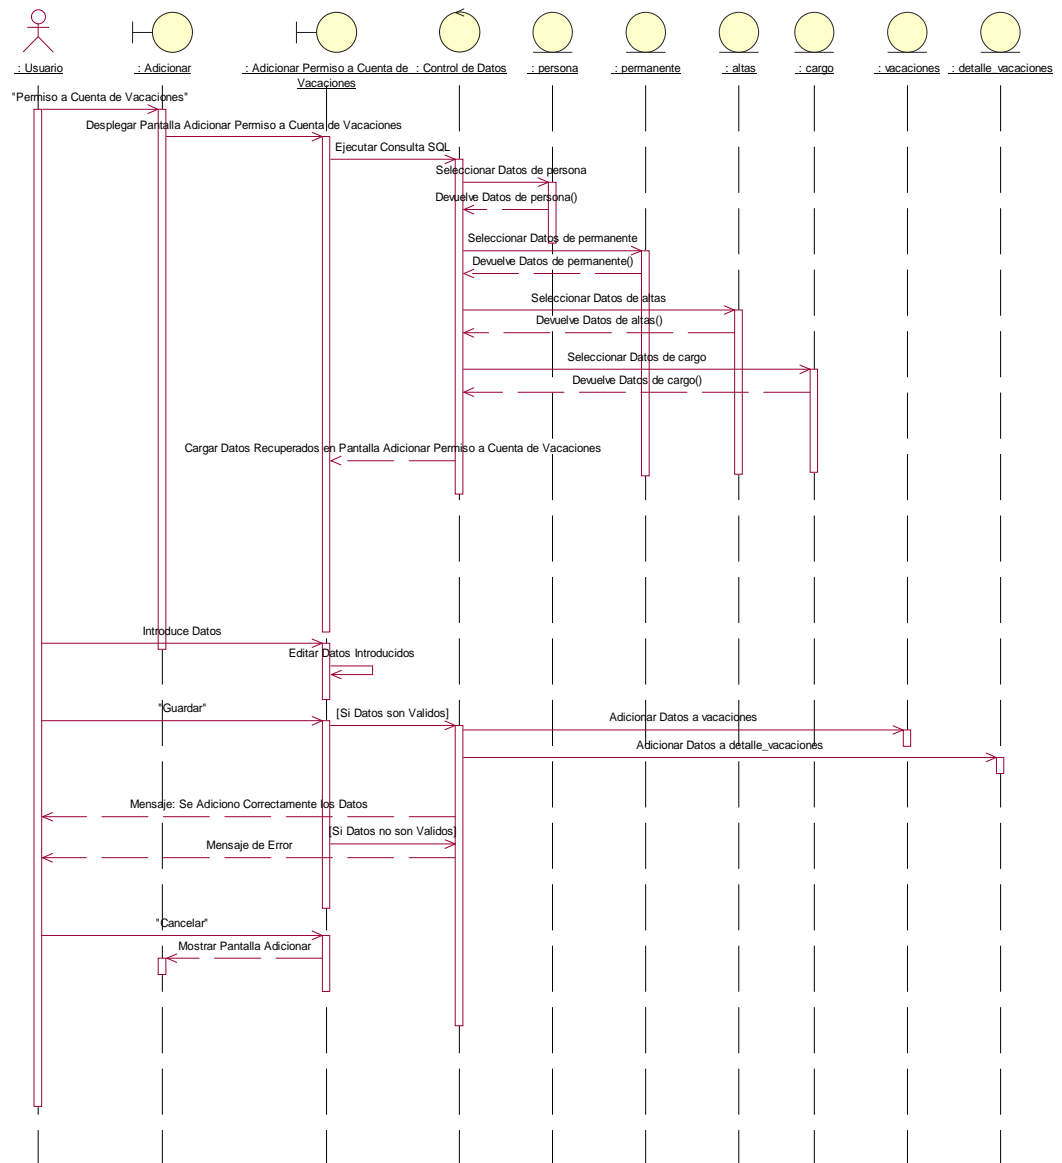 : Usuario
: Adicionar
: Adicionar Permiso a Cuenta de
Vacaciones
: Control de Datos
: persona
: permanente
: altas
: cargo
: vacaciones
: detalle_vacaciones
"Permiso a Cuenta de Vacaciones"
Desplegar Pantalla Adicionar Permiso a Cuenta de Vacaciones
Ejecutar Consulta SQL
Seleccionar Datos de persona
Devuelve Datos de persona()
Seleccionar Datos de permanente
Devuelve Datos de permanente()
Seleccionar Datos de altas
Devuelve Datos de altas()
Seleccionar Datos de cargo
Devuelve Datos de cargo()
Cargar Datos Recuperados en Pantalla Adicionar Permiso a Cuenta de Vacaciones
Introduce Datos
Editar Datos Introducidos
"Guardar"
[Si Datos son Validos]
Adicionar Datos a vacaciones
Adicionar Datos a detalle_vacaciones
Mensaje: Se Adiciono Correctamente los Datos
[Si Datos no son Validos]
Mensaje de Error
"Cancelar"
Mostrar Pantalla Adicionar